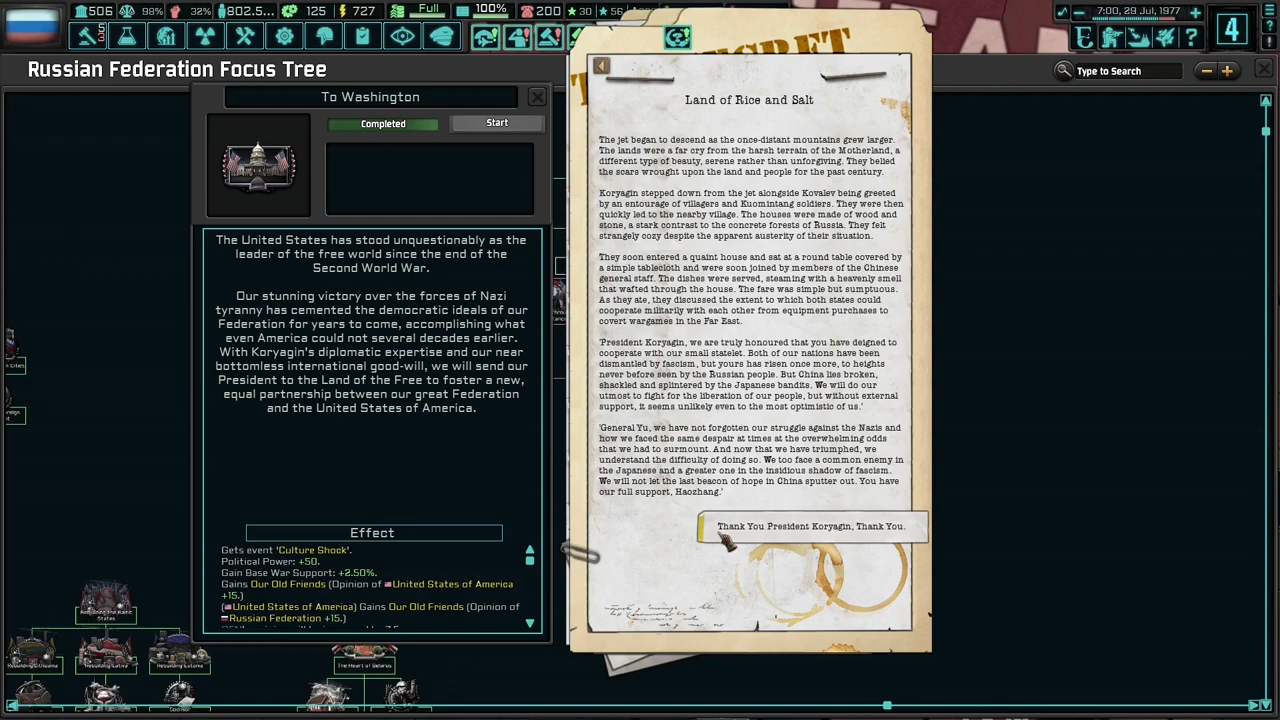 506 98% 32% 802.5... 125 727 Full 100% 200 30 56
7:00, 29 Jul, 1977
4
Russian Federation Focus Tree
Type to Search
To Washington
Completed
Start
The United States has stood unquestionably as the
leader of the free world since the end of the
Second World War.
Our stunning victory over the forces of Nazi
tyranny has cemented the democratic ideals of our
Federation for years to come, accomplishing what
even America could not several decades earlier.
With Koryagin's diplomatic expertise and our near
bottomless international good-will, we will send our
President to the Land of the Free to foster a new,
equal partnership between our great Federation
and the United States of America.
Effect
Gets event 'Culture Shock'.
Political Power: +50.
Gain Base War Support: +2.50%.
Gains Our Old Friends (Opinion of United States of America
+15.)
(United States of America) Gains Our Old Friends (Opinion of
Russian Federation +15.)
Land of Rice and Salt
The jet began to descend as the once-distant mountains grew larger.
The lands were a far cry from the harsh terrain of the Motherland, a
different type of beauty, serene rather than unforgiving. They belied
the scars wrought upon the land and people for the past century.
Koryagin stepped down from the jet alongside Kovalev being greeted
by an entourage of villagers and Kuomintang soldiers. They were then
quickly led to the nearby village. The houses were made of wood and
stone, a stark contrast to the concrete forests of Russia. They felt
strangely cozy despite the apparent austerity of their situation.
They soon entered a quaint house and sat at a round table covered by
a simple tablecloth and were soon joined by members of the Chinese
general staff. The dishes were served, steaming with a heavenly smell
that wafted through the house. The fare was simple but sumptuous.
As they ate, they discussed the extent to which both states could
cooperate militarily with each other from equipment purchases to
covert wargames in the Far East.
'President Koryagin, we are truly honoured that you have deigned to
cooperate with our small statelet. Both of our nations have been
dismantled by fascism, but yours has risen once more, to heights
never before seen by the Russian people. But China lies broken,
shackled and splintered by the Japanese bandits. We will do our
utmost to fight for the liberation of our people, but without external
support, it seems unlikely even to the most optimistic of us.'
'General Yu, we have not forgotten our struggle against the Nazis and
how we faced the same despair at times at the overwhelming odds
that we had to surmount. And now that we have triumphed, we
understand the difficulty of doing so. We too face a common enemy in
the Japanese and a greater one in the insidious shadow of fascism.
We will not let the last beacon of hope in China sputter out. You have
our full support, Haozhang.'
Thank You President Koryagin, Thank You.
Rebuilding Lithuania
Rebuilding Latvia
Rebuilding Estonia
The Heart of Belarus